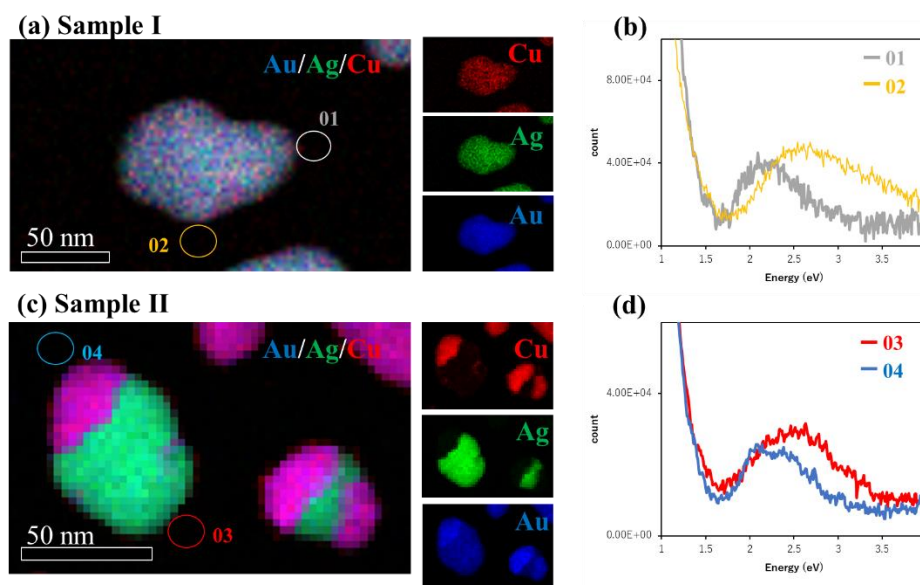 (a) Sample I
Au/Ag/Cu
01
02
50 nm
Cu
Ag
Au
(b)
01
02
8.00E+04
4.00E+04
0.00E+00
count
1 1.5 2 2.5 3 3.5
Energy (eV)
(c) Sample II
Au/Ag/Cu
04
03
50 nm
Cu
Ag
Au
(d)
03
04
4.00E+04
0.00E+00
count
1 1.5 2 2.5 3 3.5
Energy (eV)